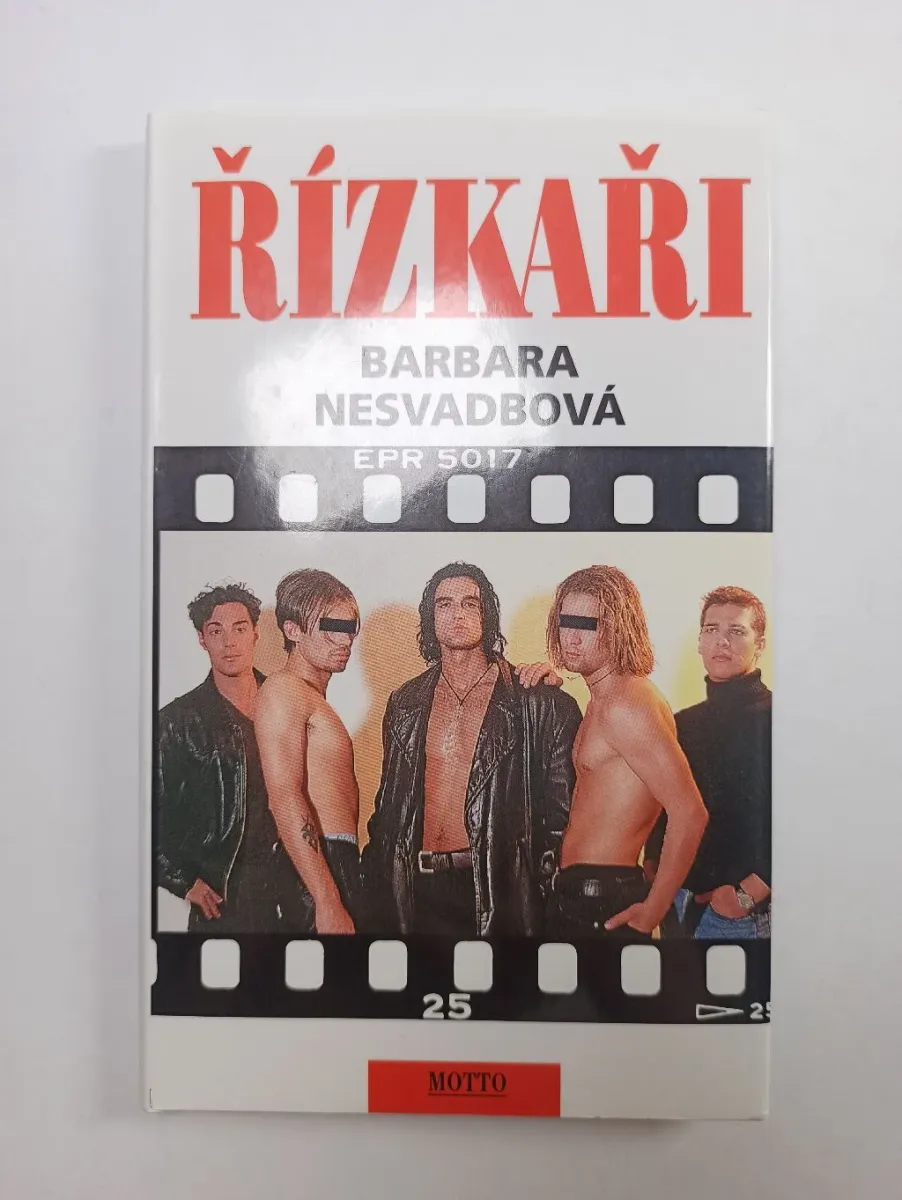 ŘÍZKAŘI
BARBARA
NESVADBOVÁ
EPR 5017
25
25
MOTTO